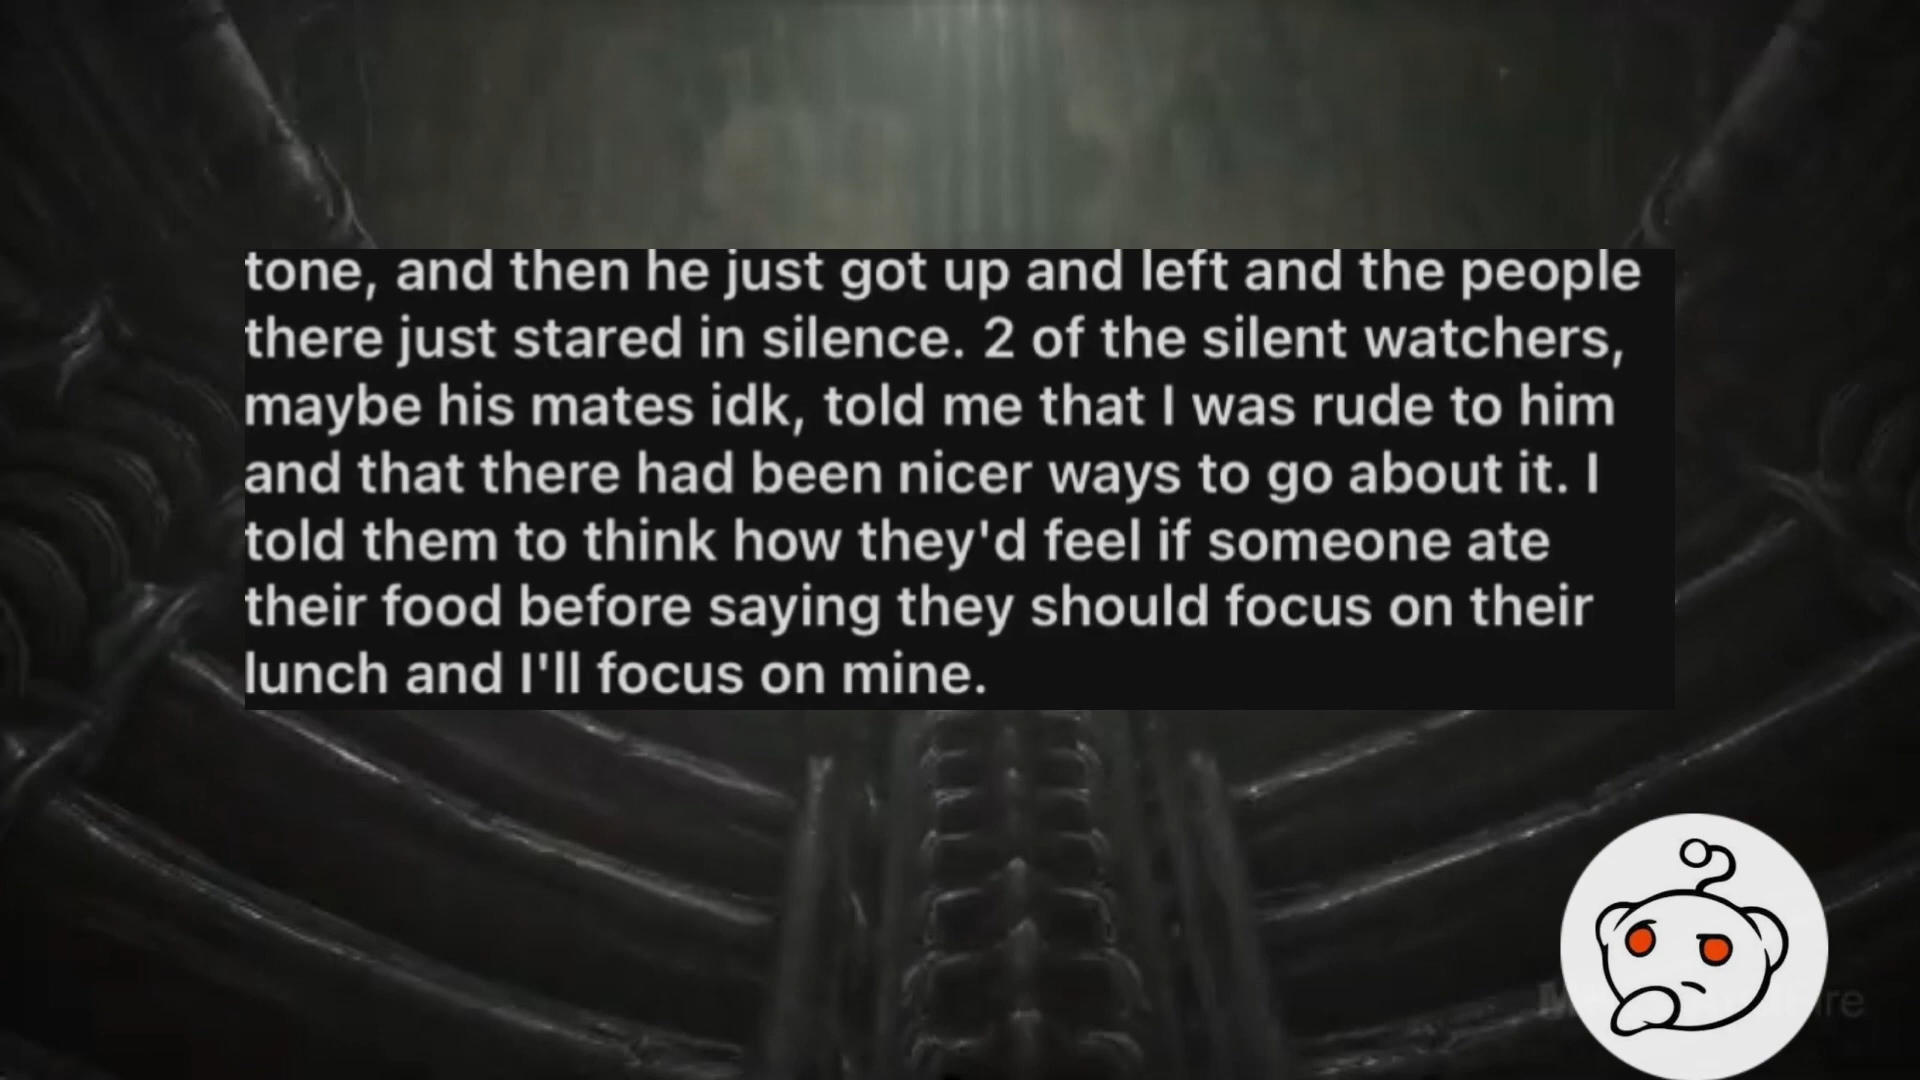 tone, and then he just got up and left and the people
there just stared in silence. 2 of the silent watchers,
maybe his mates idk, told me that I was rude to him
and that there had been nicer ways to go about it. I
told them to think how they'd feel if someone ate
their food before saying they should focus on their
lunch and I'll focus on mine.